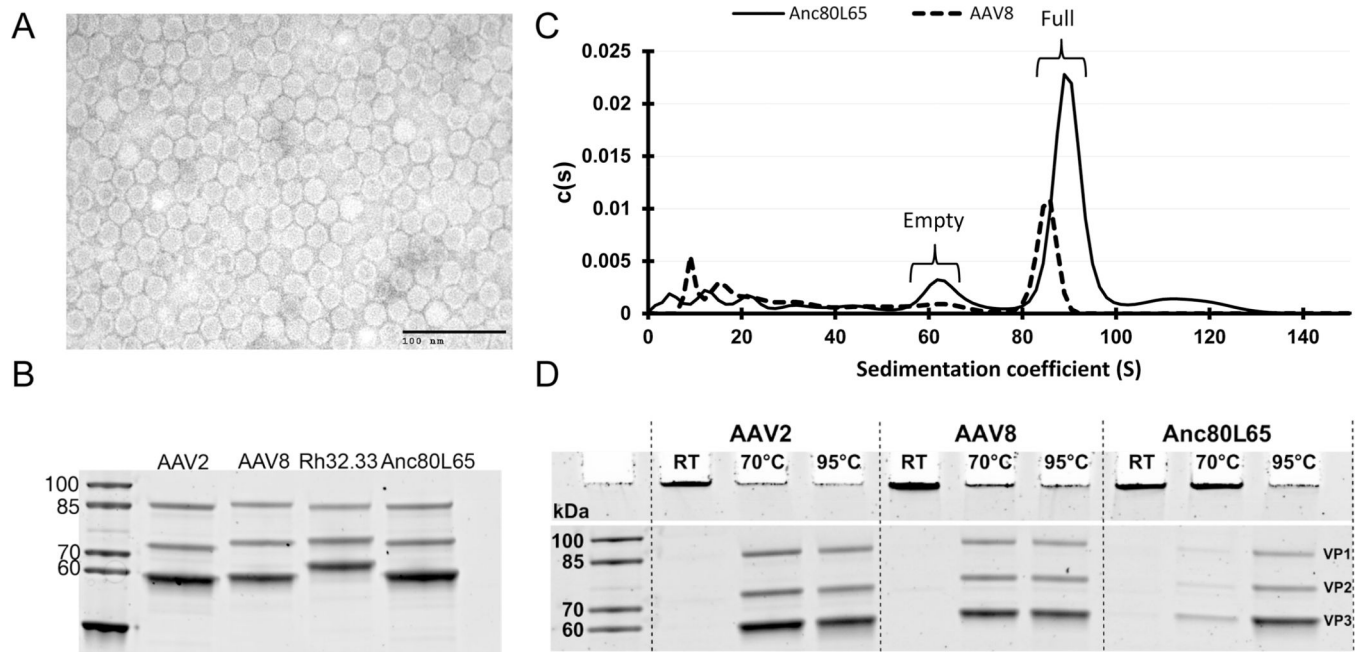 A
100 nm
B
AAV2 AAV8 Rh32.33 Anc80L65
100
85
70
60
C
Anc80L65 AAV8
Full
Empty
c(s)
0.025
0.02
0.015
0.01
0.005
0
0 20 40 60 80 100 120 140
Sedimentation coefficient (S)
D
AAV2 AAV8 Anc80L65
RT 70°C 95°C RT 70°C 95°C RT 70°C 95°C
kDa
100
85
70
60
VP1
VP2
VP3